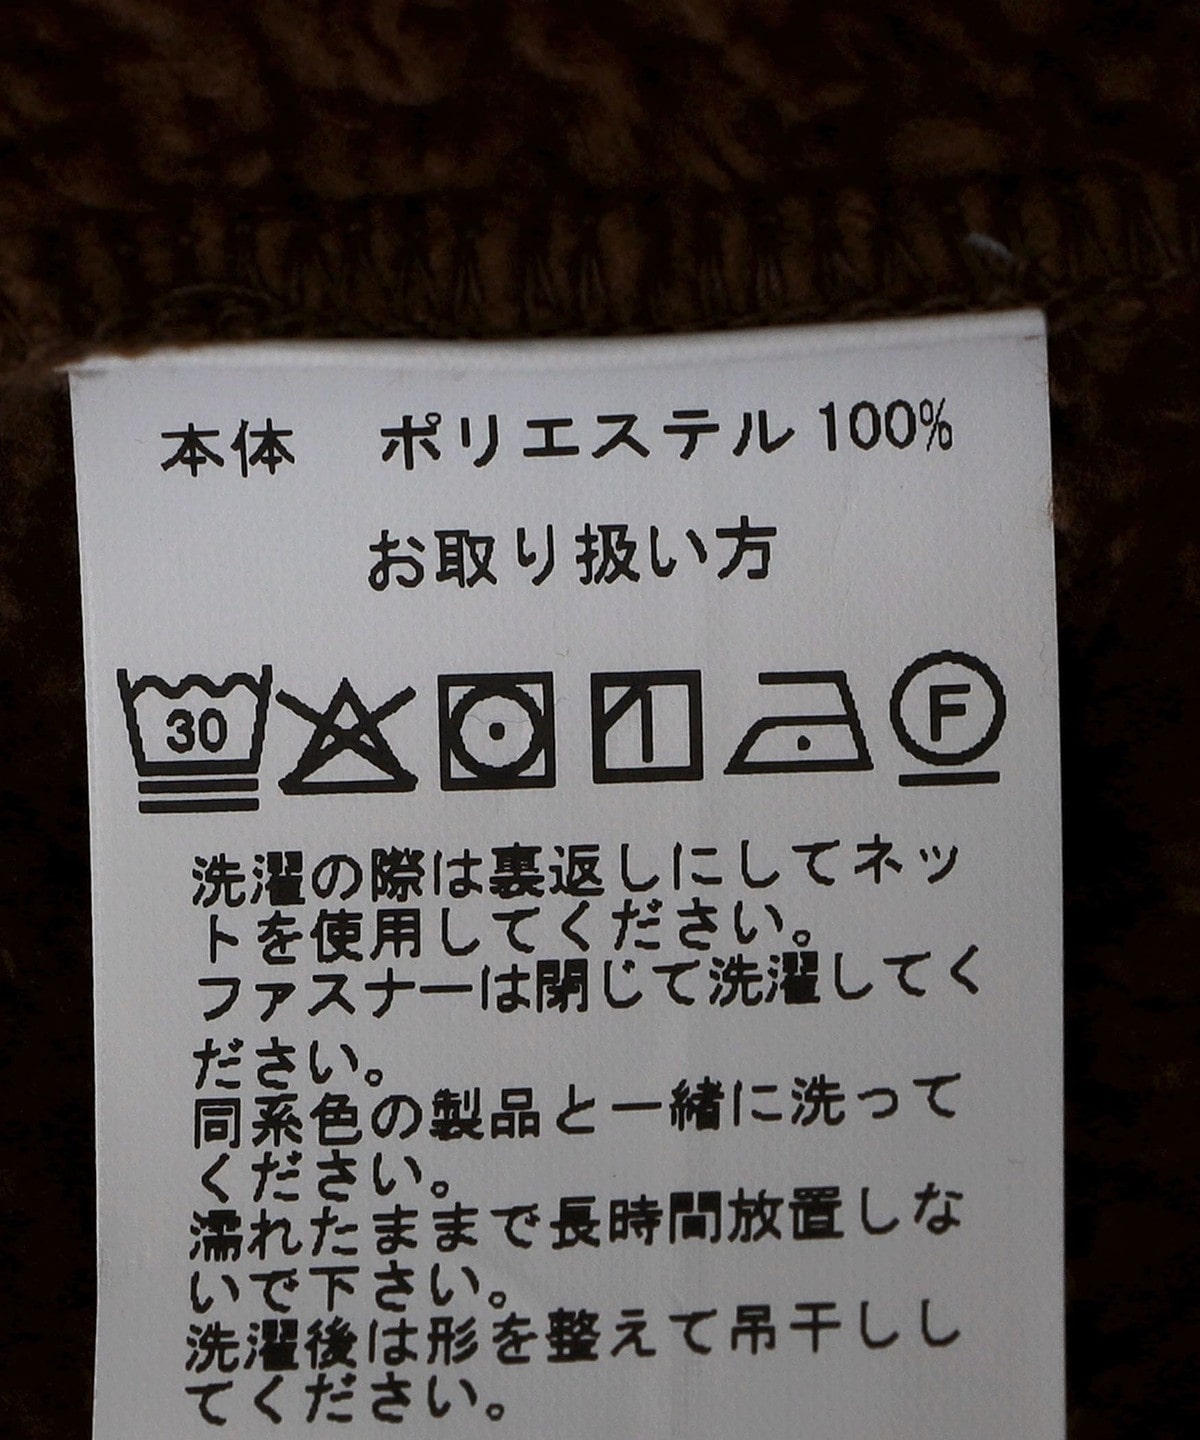 本体 ポリエステル 100%
お取り扱い方
30 F
洗濯の際は裏返しにしてネッ
トを使用してください。
ファスナーは閉じて洗濯してく
ださい。
同系色の製品と一緒に洗って
ください。
濡れたままで長時間放置しな
いで下さい。
洗濯後は形を整えて吊干しし
てください。